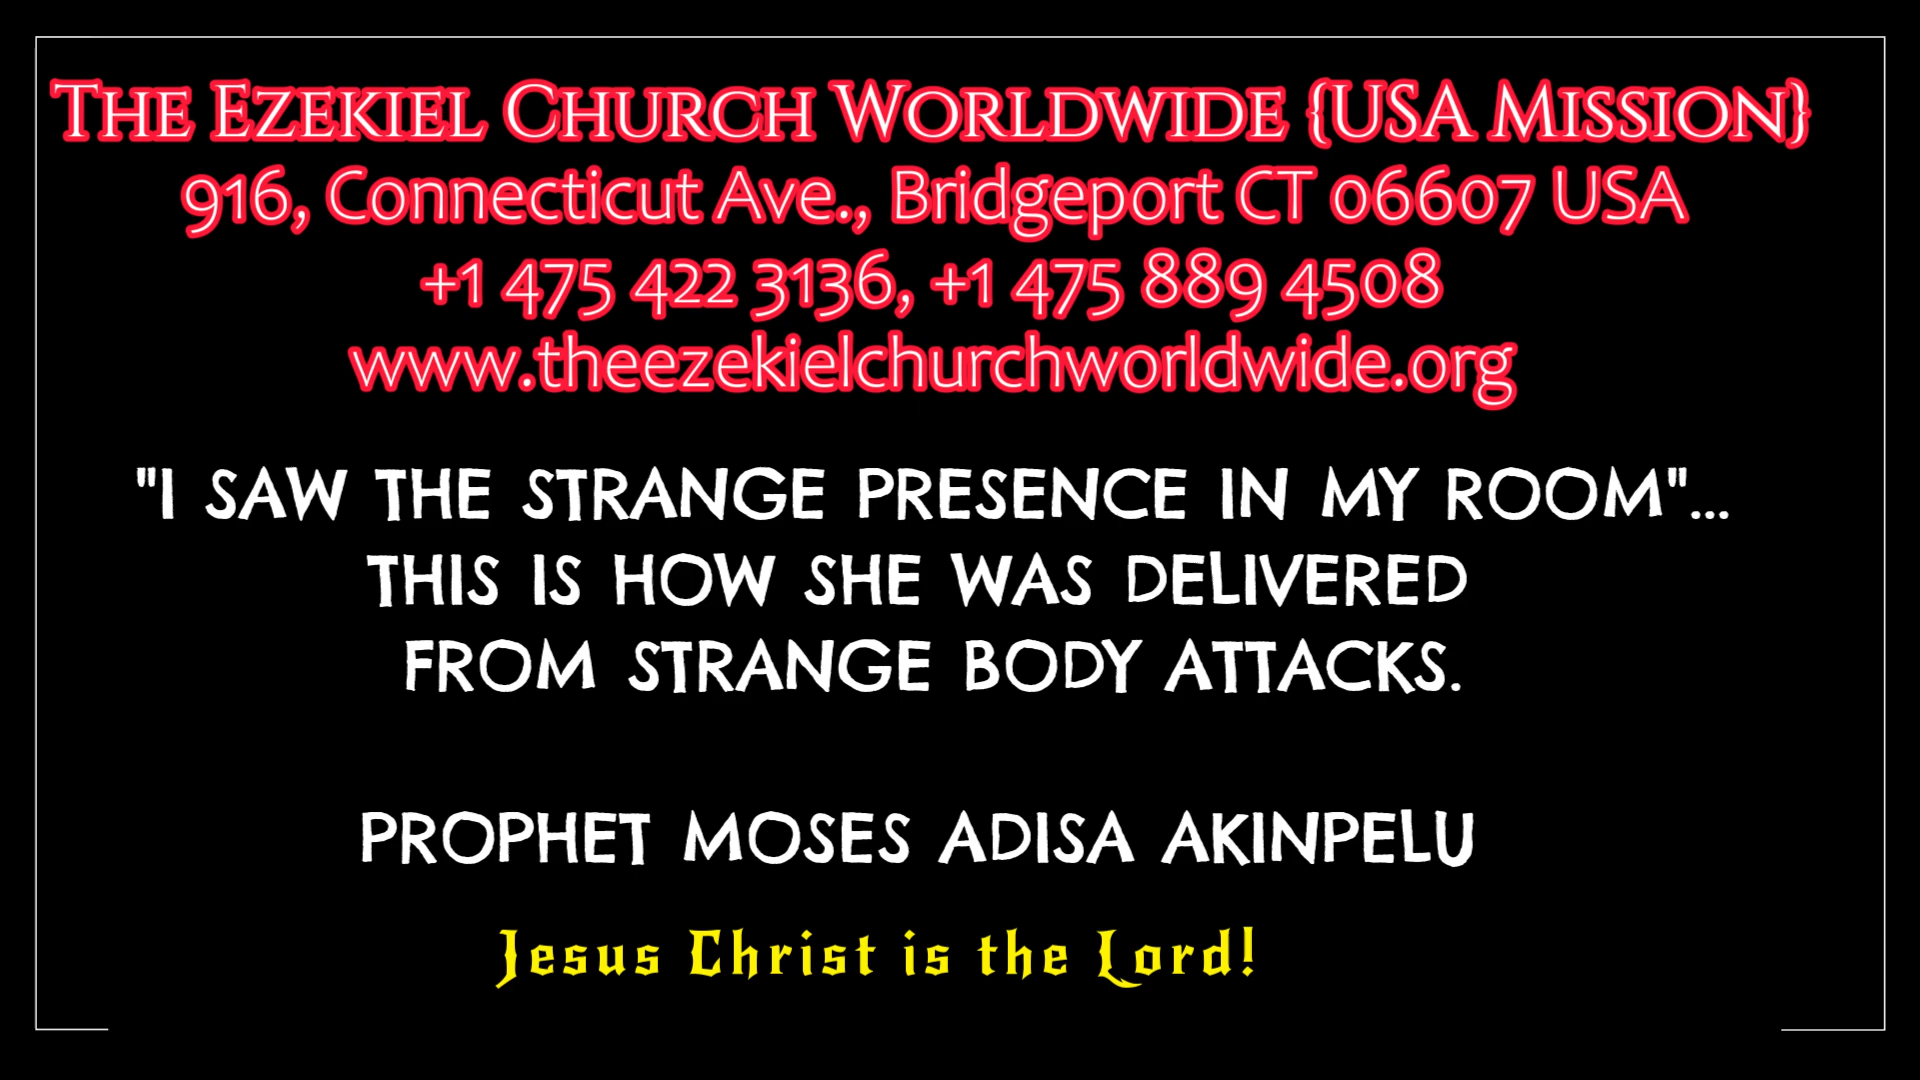 The Ezekiel Church Worldwide {USA Mission}
916, Connecticut Ave., Bridgeport CT 06607 USA
+1 475 422 3136, +1 475 889 4508
www.theezekielchurchworldwide.org
"I SAW THE STRANGE PRESENCE IN MY ROOM"...
THIS IS HOW SHE WAS DELIVERED
FROM STRANGE BODY ATTACKS.
PROPHET MOSES ADISA AKINPELU
Jesus Christ is the Lord!